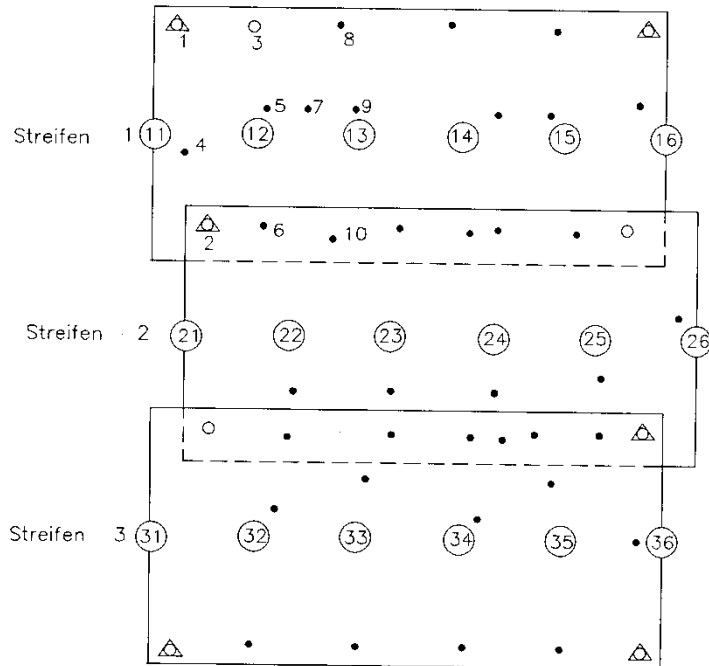 1 3 8
5 7 9
Streifen 1 11 12 13 14 15 16
4
2 6 10
Streifen 2 21 22 23 24 25 26
Streifen 3 31 32 33 34 35 36